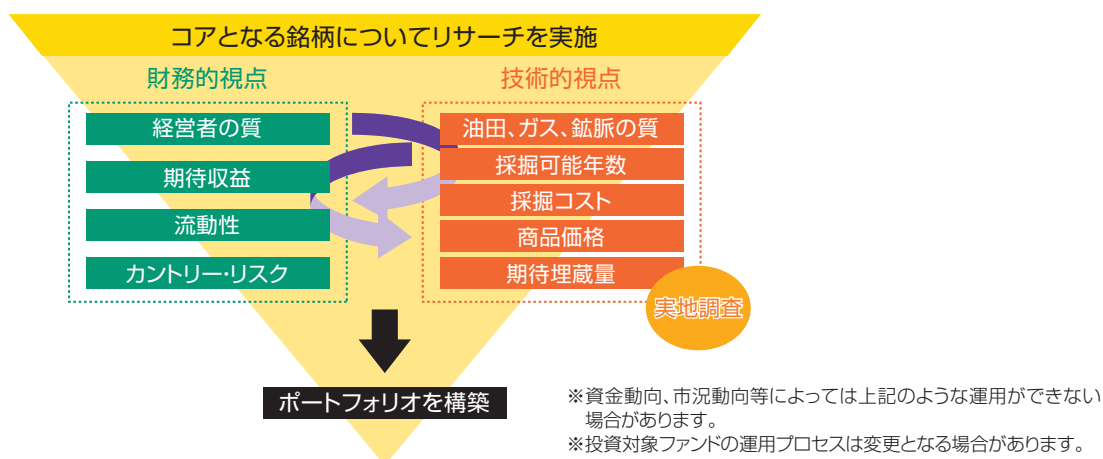 コアとなる銘柄についてリサーチを実施
財務的視点
経営者の質
期待収益
流動性
カントリー・リスク
技術的視点
油田、ガス、鉱脈の質
採掘可能年数
採掘コスト
商品価格
期待埋蔵量
実地調査
ポートフォリオを構築
※資金動向、市況動向等によっては上記のような運用ができない
場合があります。
※投資対象ファンドの運用プロセスは変更となる場合があります。